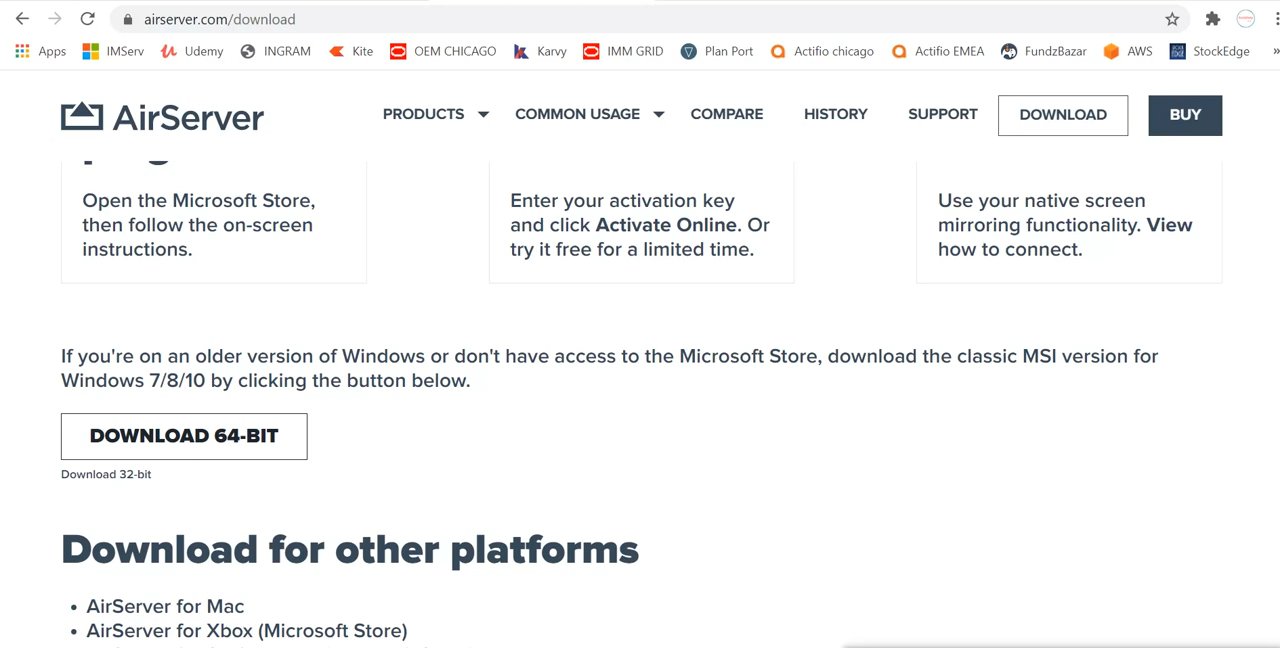 airserver.com/download
Apps IMServ Udemy INGRAM Kite OEM CHICAGO Karvy IMM GRID Plan Port Actifio chicago Actifio EMEA FundzBazar AWS StockEdge »
AirServer PRODUCTS COMMON USAGE COMPARE HISTORY SUPPORT DOWNLOAD BUY
Open the Microsoft Store,
then follow the on-screen
instructions.
Enter your activation key
and click Activate Online. Or
try it free for a limited time.
Use your native screen
mirroring functionality. View
how to connect.
If you're on an older version of Windows or don't have access to the Microsoft Store, download the classic MSI version for
Windows 7/8/10 by clicking the button below.
DOWNLOAD 64-BIT
Download 32-bit
Download for other platforms
• AirServer for Mac
• AirServer for Xbox (Microsoft Store)